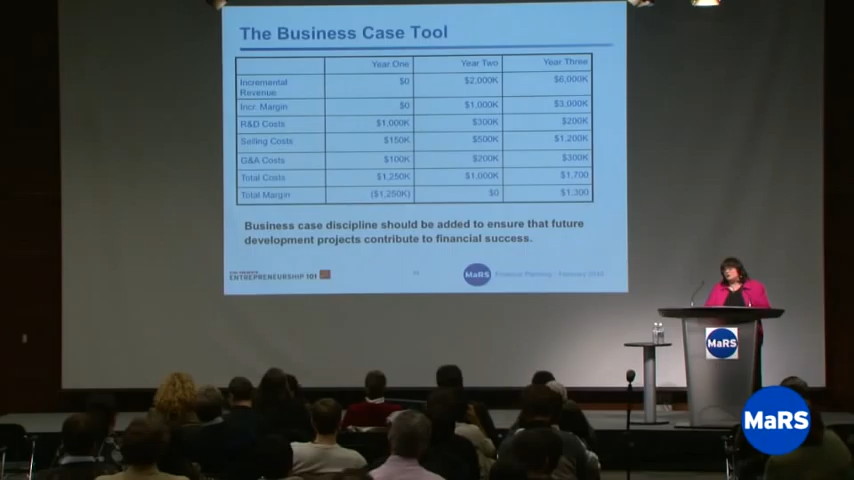 The Business Case Tool
Year One Year Two Year Three
Incremental
Revenue $0 $2,000K $6,000K
Incr. Margin $0 $1,000K $3,000K
R&D Costs $1,000K $300K $200K
Selling Costs $150K $500K $1,200K
G&A Costs $100K $200K $300K
Total Costs $1,250K $1,000K $1,700
Total Margin ($1,250K) $0 $1,300
Business case discipline should be added to ensure that future
development projects contribute to financial success.
ENTREPRENEURSHIP 101
MaRS Financial Planning - February
MaRS
MaRS